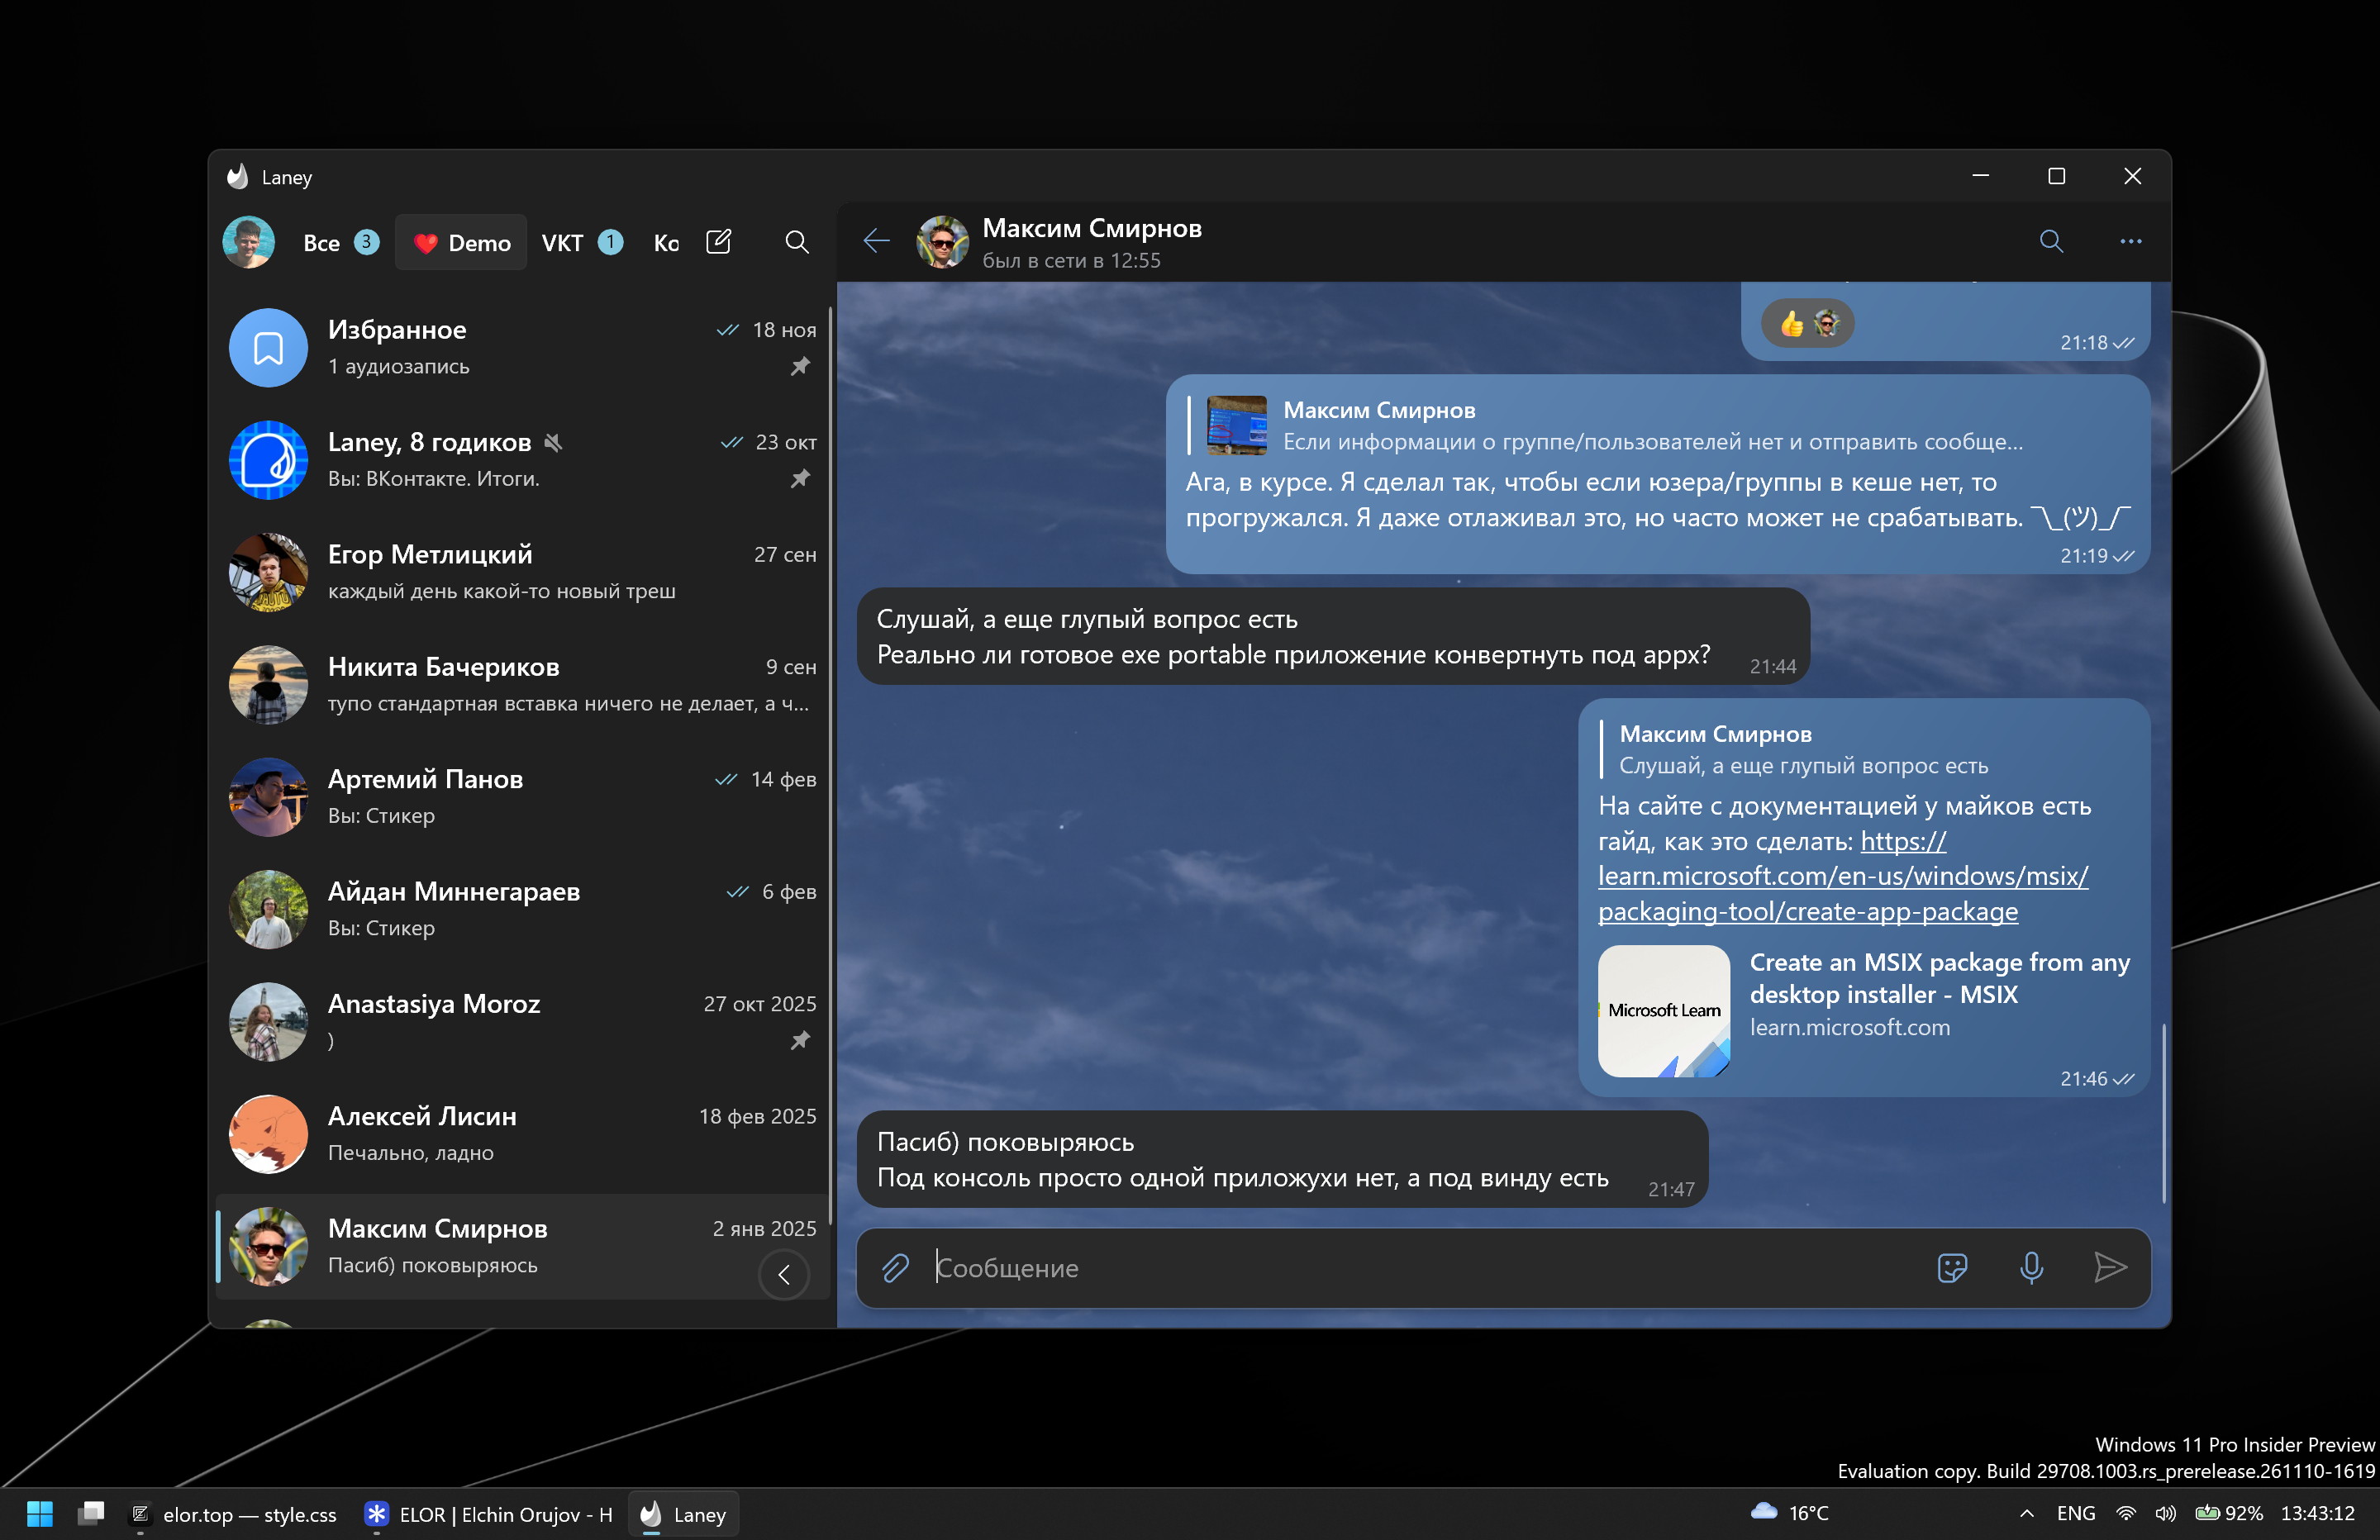 Laney
Все 3
Demo
VKT 1
Ко
Избранное
18 ноя
1 аудиозапись
Laney, 8 годиков
23 окт
Вы: ВКонтакте. Итоги.
Егор Метлицкий
27 сен
каждый день какой-то новый треш
Никита Бачериков
9 сен
тупо стандартная вставка ничего не делает, а ч...
Артемий Панов
14 фев
Вы: Стикер
Айдан Миннегараев
6 фев
Вы: Стикер
Anastasiya Moroz
27 окт 2025
)
Алексей Лисин
18 фев 2025
Печально, ладно
Максим Смирнов
2 янв 2025
Пасиб) поковыряюсь
Максим Смирнов
был в сети в 12:55
21:18
Максим Смирнов
Если информации о группе/пользователей нет и отправить сообще...
Ага, в курсе. Я сделал так, чтобы если юзера/группы в кеше нет, то
прогружался. Я даже отлаживал это, но часто может не срабатывать. ¯\_(ツ)_/¯
21:19
Слушай, а еще глупый вопрос есть
Реально ли готовое exe portable приложение конвертнуть под appx?
21:44
Максим Смирнов
Слушай, а еще глупый вопрос есть
На сайте с документацией у майков есть
гайд, как это сделать: https://
learn.microsoft.com/en-us/windows/msix/
packaging-tool/create-app-package
Microsoft Learn
Create an MSIX package from any
desktop installer - MSIX
learn.microsoft.com
21:46
Пасиб) поковыряюсь
Под консоль просто одной приложухи нет, а под винду есть
21:47
Сообщение
Windows 11 Pro Insider Preview
Evaluation copy. Build 29708.1003.rs_prerelease.261110-1619
elor.top — style.css
ELOR | Elchin Orujov - H
Laney
16°C
ENG
92%
13:43:12